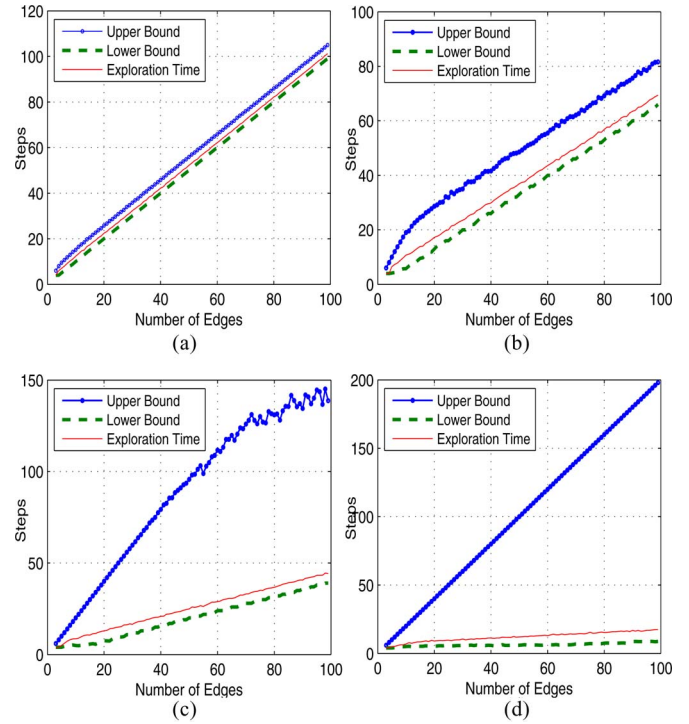 120
100
80
60
40
20
0
0 20 40 60 80 100
Steps
Number of Edges
Upper Bound
Lower Bound
Exploration Time
(a)
100
80
60
40
20
0
0 20 40 60 80 100
Steps
Number of Edges
Upper Bound
Lower Bound
Exploration Time
(b)
150
100
50
0
0 20 40 60 80 100
Steps
Number of Edges
Upper Bound
Lower Bound
Exploration Time
(c)
200
150
100
50
0
0 20 40 60 80 100
Steps
Number of Edges
Upper Bound
Lower Bound
Exploration Time
(d)